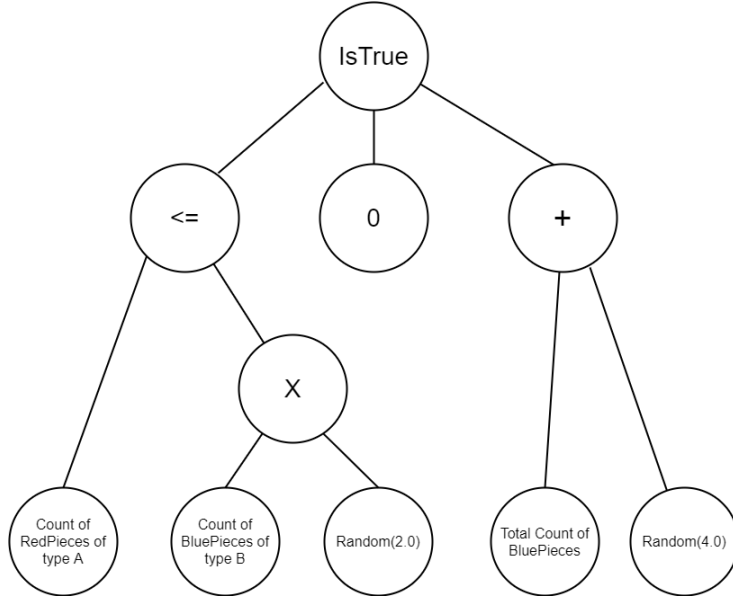 IsTrue
<=
0
+
X
Count of
RedPieces of
type A
Count of
BluePieces of
type B
Random(2.0)
Total Count of
BluePieces
Random(4.0)